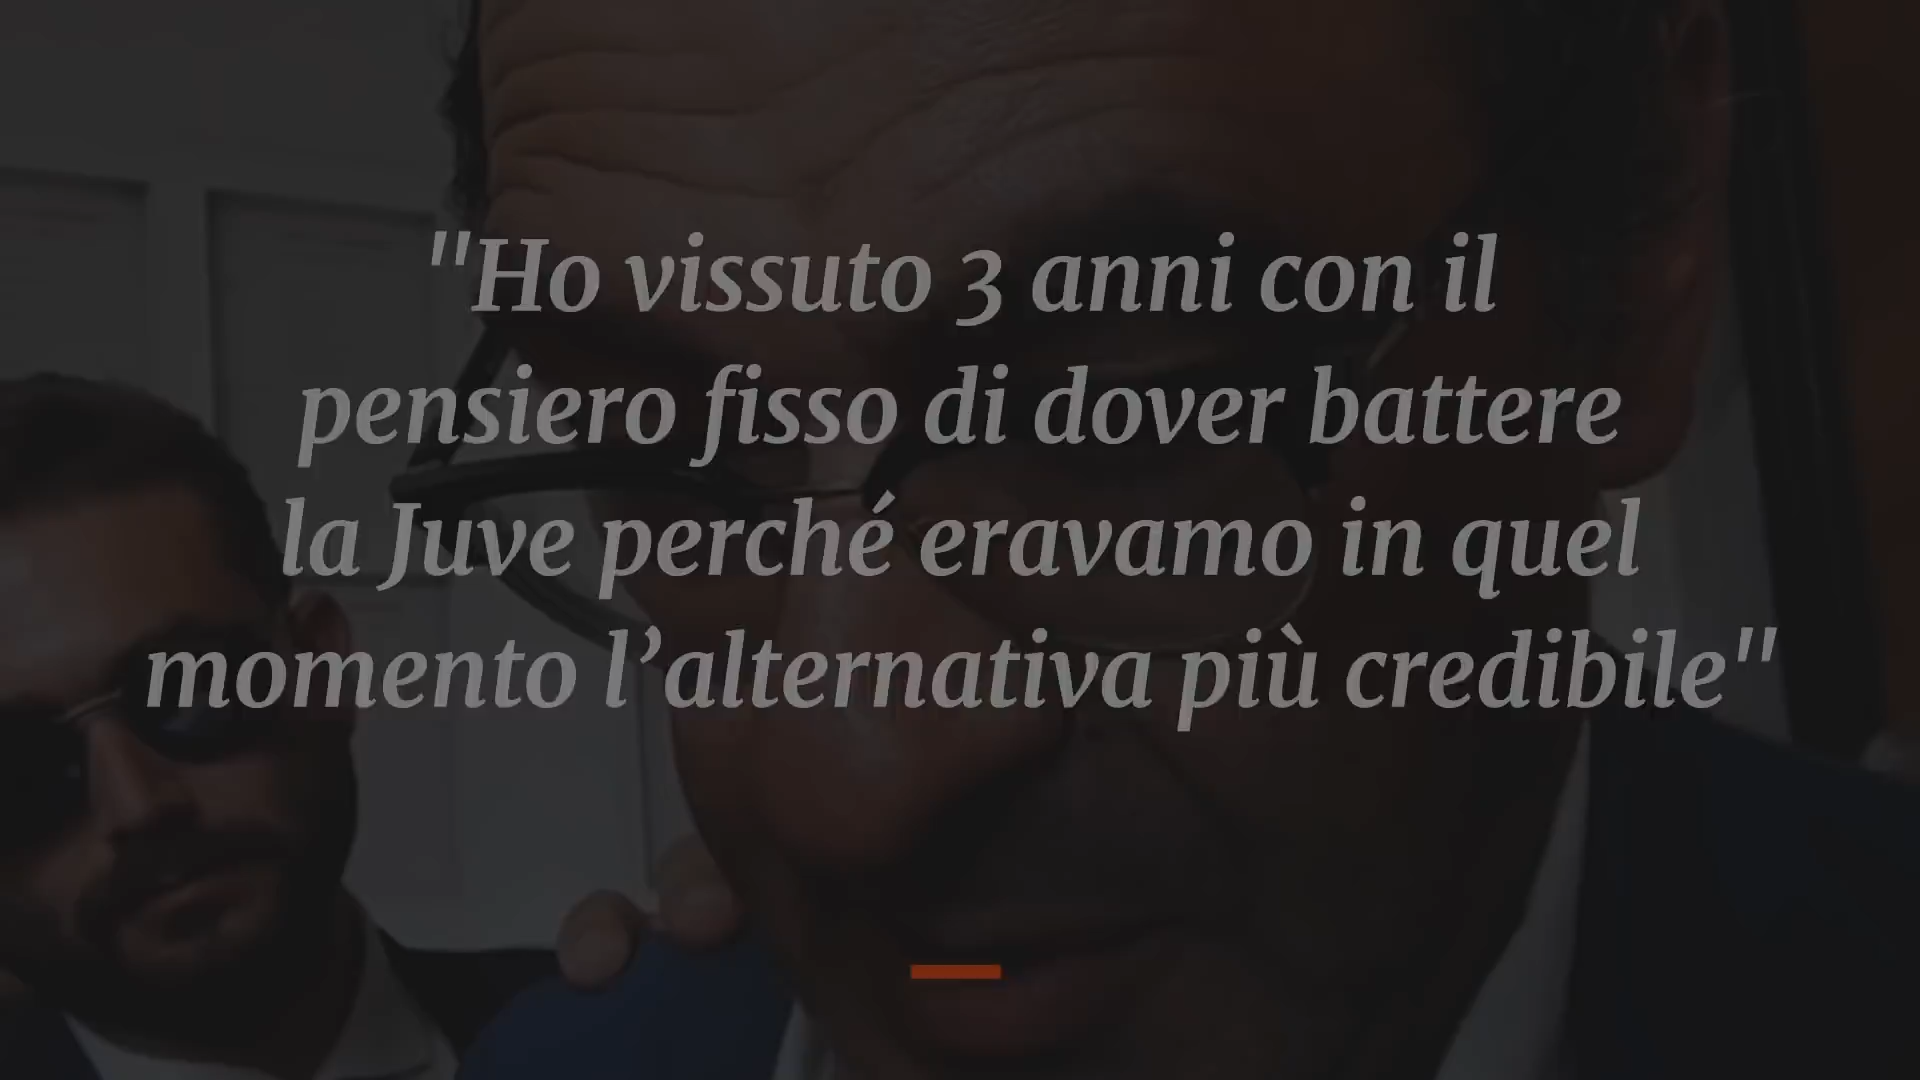 "Ho vissuto 3 anni con il
pensiero fisso di dover battere
la Juve perché eravamo in quel
momento l’alternativa più credibile"